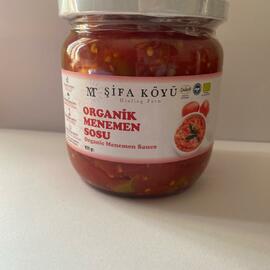 ŞİFA KÖYÜ
Healing Farm
ORGANİK
MENEMEN
SOSU
Organic Menemen Sauce